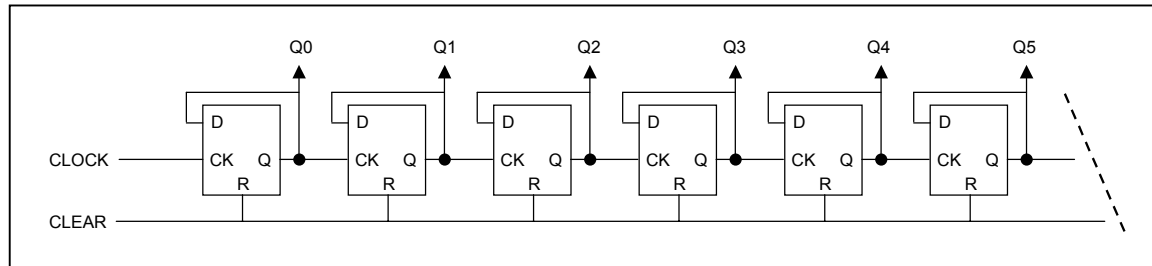 Q0 Q1 Q2 Q3 Q4 Q5
D D D D D D
CLOCK CK Q CK Q CK Q CK Q CK Q CK Q
R R R R R R
CLEAR